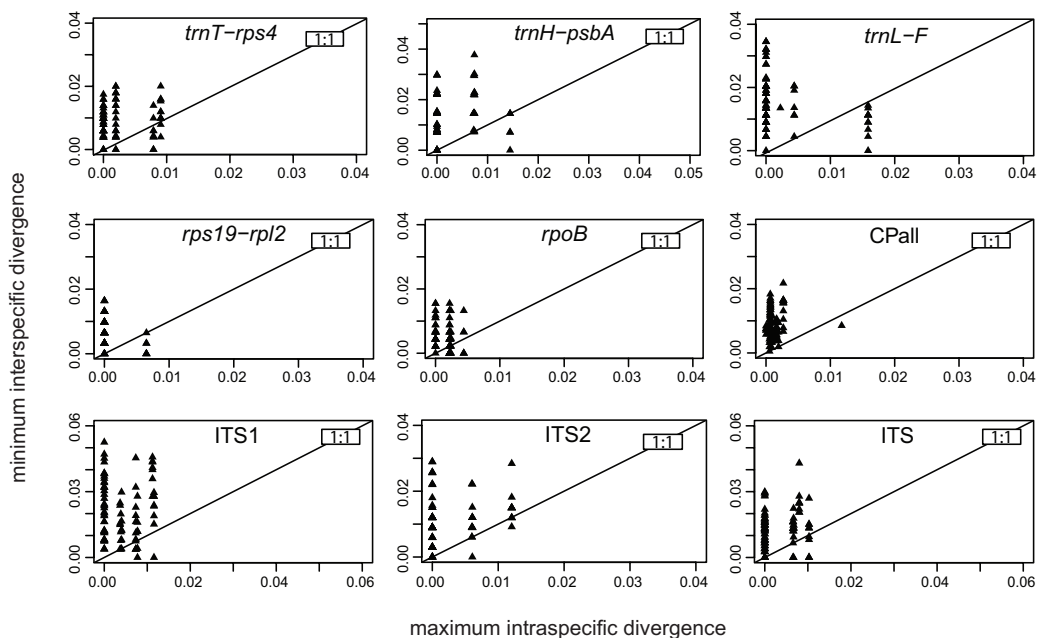 minimum interspecific divergence
trnT−rps4
1:1
0.00 0.02 0.04
0.00 0.01 0.02 0.03 0.04
trnH−psbA
1:1
0.00 0.02 0.04
0.00 0.01 0.02 0.03 0.04 0.05
trnL−F
0.00 0.02 0.04
0.00 0.01 0.02 0.03 0.04
rps19−rpl2
1:1
0.00 0.02 0.04
0.00 0.01 0.02 0.03 0.04
rpoB
1:1
0.00 0.02 0.04
0.00 0.01 0.02 0.03 0.04
CPall
1:1
0.00 0.02 0.04
0.00 0.01 0.02 0.03 0.04
ITS1
1:1
0.00 0.03 0.06
0.00 0.02 0.04 0.06
ITS2
1:1
0.00 0.02 0.04
0.00 0.01 0.02 0.03 0.04
ITS
1:1
0.00 0.03 0.06
0.00 0.02 0.04 0.06
maximum intraspecific divergence